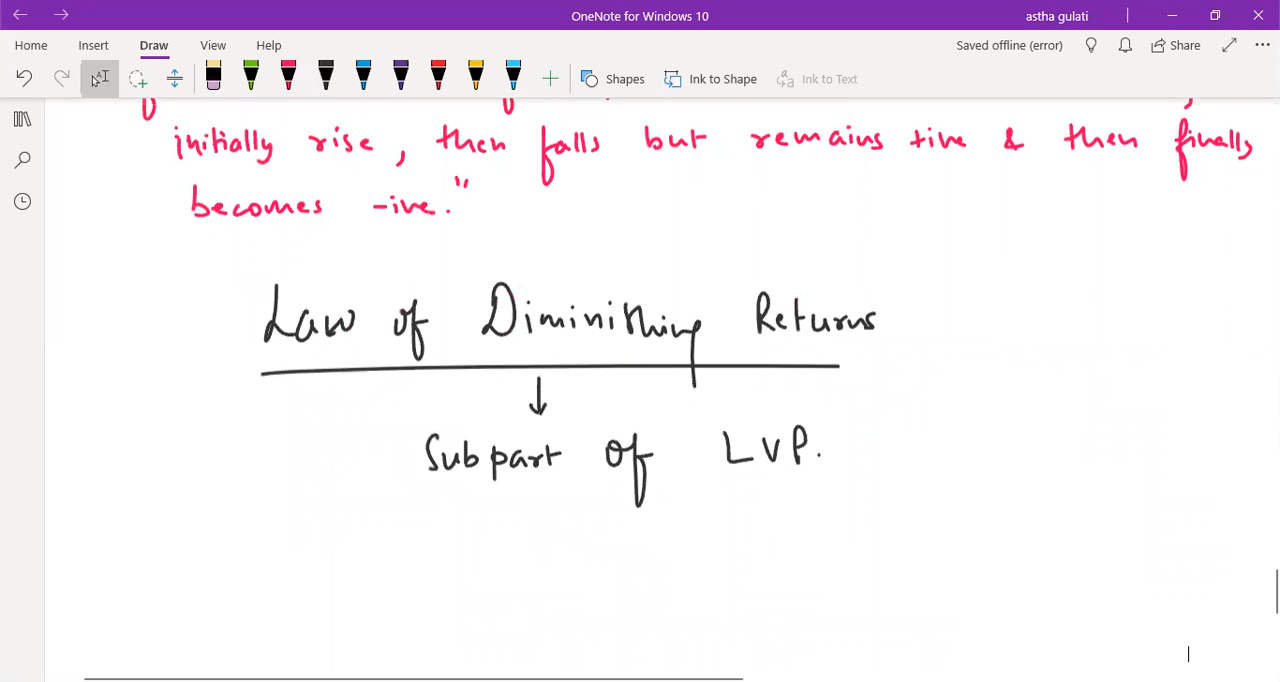 OneNote for Windows 10
astha gulati
Home Insert Draw View Help
Saved offline (error)
Share
Shapes
Ink to Shape
Ink to Text
initially rise, then falls but remains +ive & then finally
becomes -ive."
Law of Diminishing Returns
Subpart of LVP.